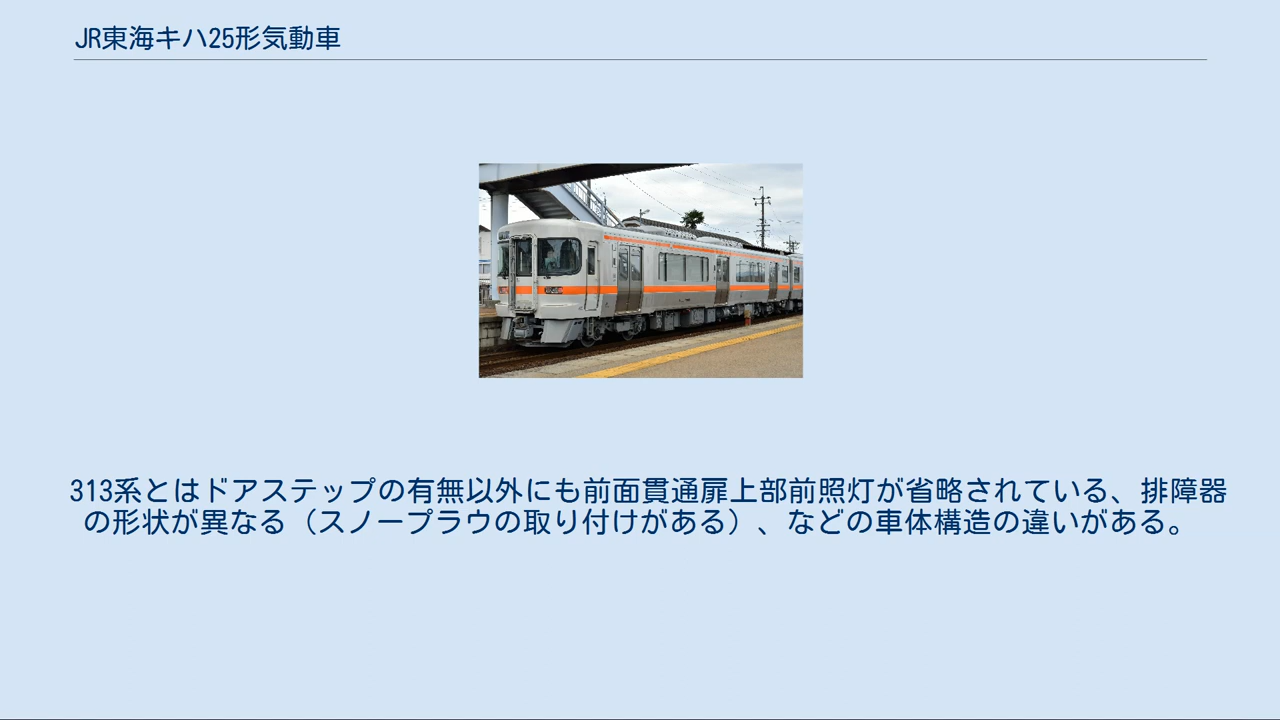 JR東海キハ25形気動車
313系とはドアステップの有無以外にも前面貫通扉上部前照灯が省略されている、排障器
の形状が異なる（スノープラウの取り付けがある）、などの車体構造の違いがある。